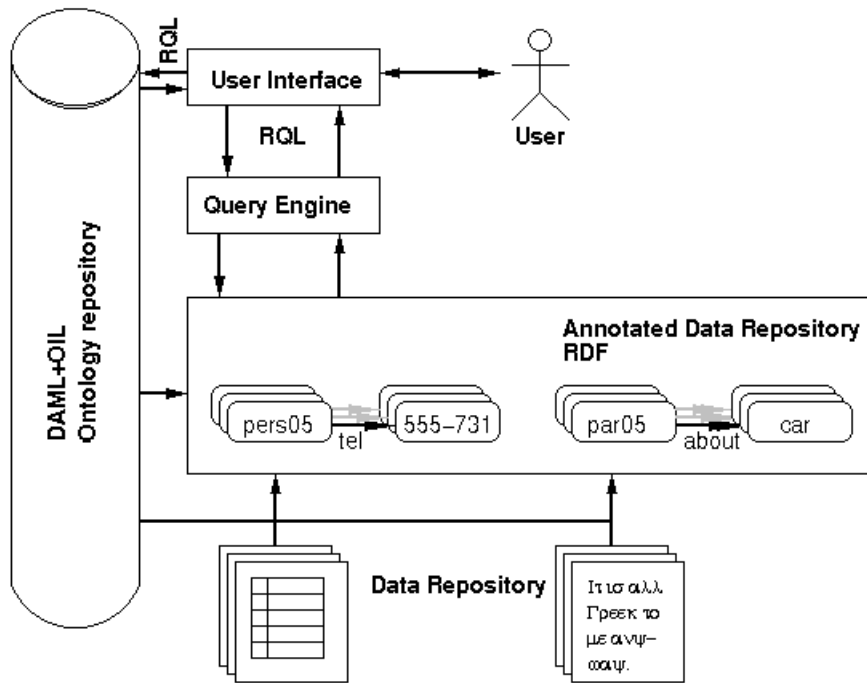 RQL
User Interface
User
RQL
Query Engine
DAML+OIL
Ontology repository
Annotated Data Repository
RDF
pers05
tel
555-731
par05
about
car
Data Repository
Ιτ ισ αλλ
Γρεεκ το
με ανψ-
ωαψ.